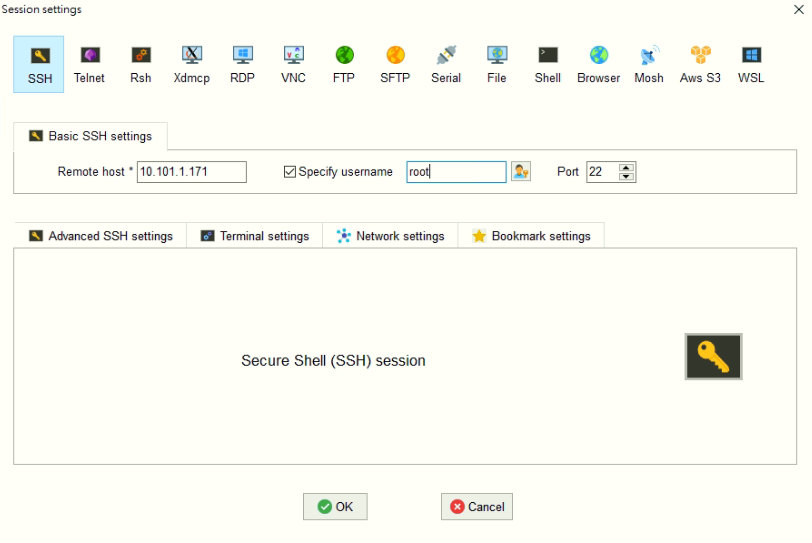 Session settings
SSH Telnet Rsh Xdmcp RDP VNC FTP SFTP Serial File Shell Browser Mosh Aws S3 WSL
Basic SSH settings
Remote host * 10.101.1.171 Specify username root Port 22
Advanced SSH settings Terminal settings Network settings Bookmark settings
Secure Shell (SSH) session
OK Cancel